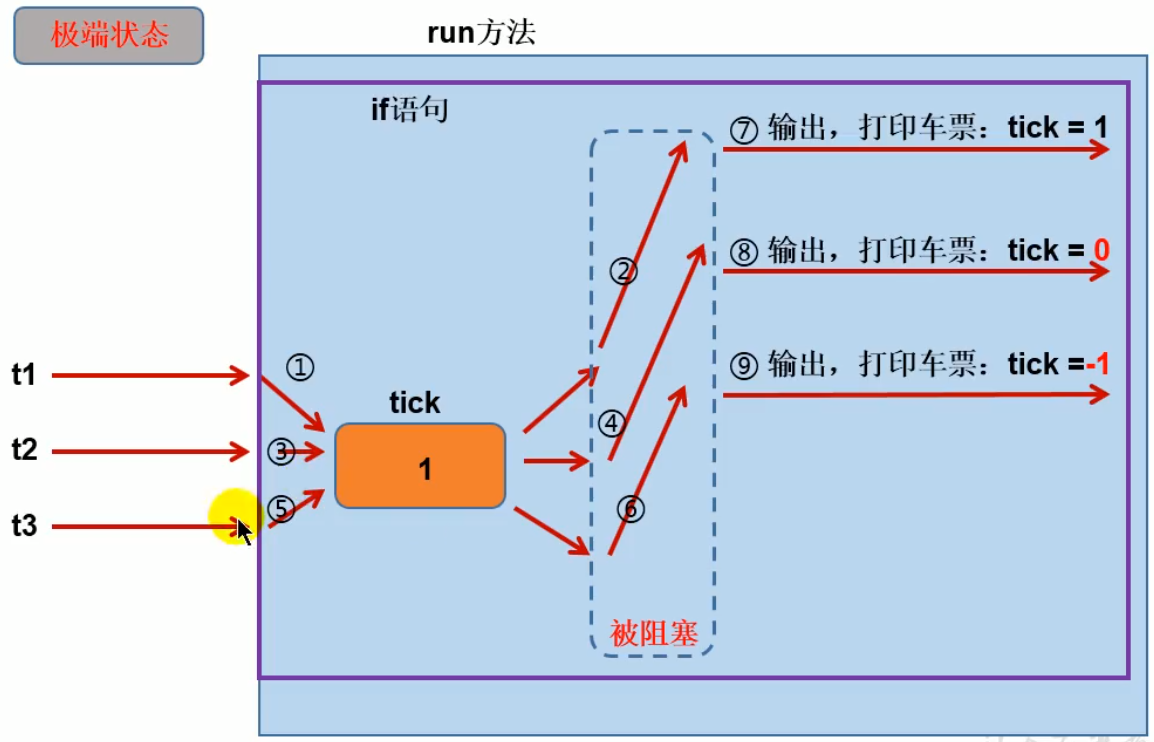 极端状态
run方法
if语句
⑦ 输出，打印车票：tick = 1
②
⑧ 输出，打印车票：tick = 0
t1
①
⑨ 输出，打印车票：tick =-1
tick
④
t2
③
1
t3
⑤
⑥
被阻塞